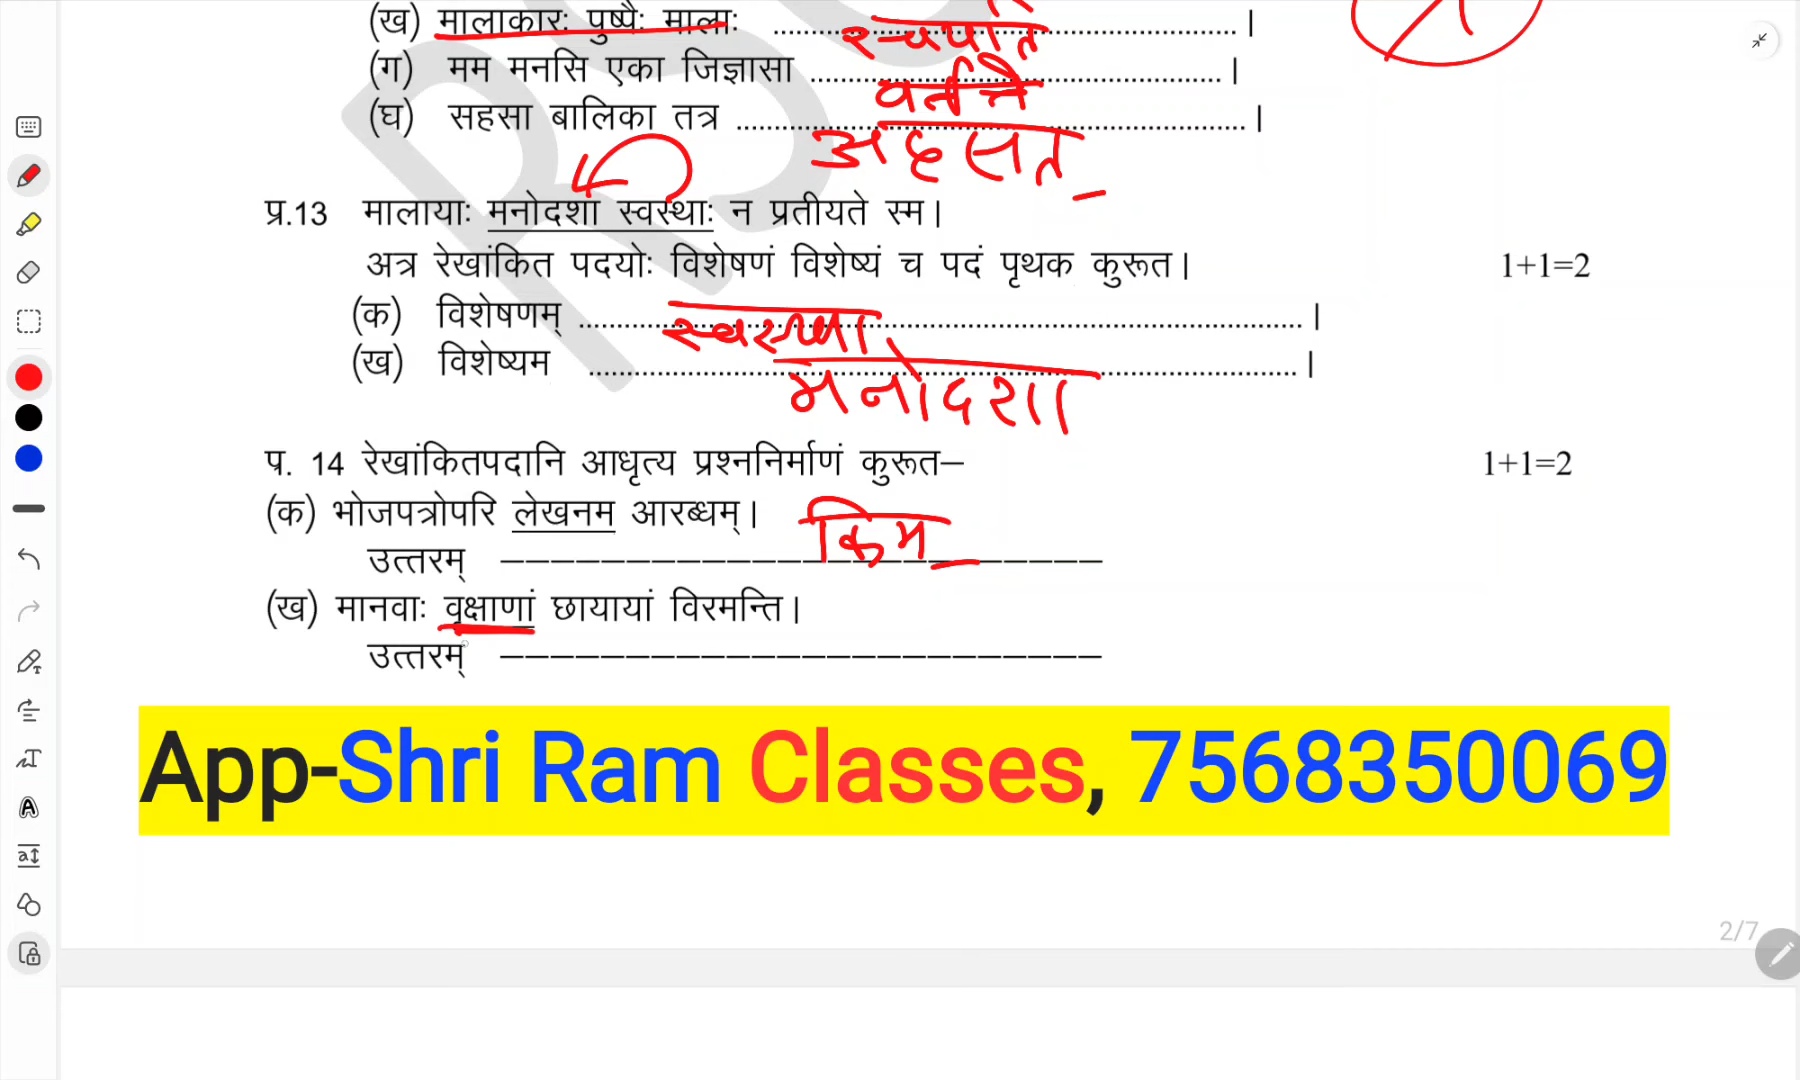 (ख) मालाकारः पुष्पैः मालाः ........ रचयति ........।
(ग) मम मनसि एका जिज्ञासा ........ वर्तते ........।
(घ) सहसा बालिका तत्र ........ अहसत् ........।
प्र.13 मालायाः मनोदशा स्वस्थाः न प्रतीयते स्म।
अत्र रेखांकित पदयोः विशेषणं विशेष्यं च पदं पृथक कुरूत। 1+1=2
(क) विशेषणम् ........ स्वस्था ........।
(ख) विशेष्यम ........ मनोदशा ........।
प. 14 रेखांकितपदानि आधृत्य प्रश्ननिर्माणं कुरूत– 1+1=2
(क) भोजपत्रोपरि लेखनम आरब्धम्।
उत्तरम् ———— किम् ————
(ख) मानवाः वृक्षाणां छायायां विरमन्ति।
उत्तरम् ————————
App-Shri Ram Classes, 7568350069
2/7